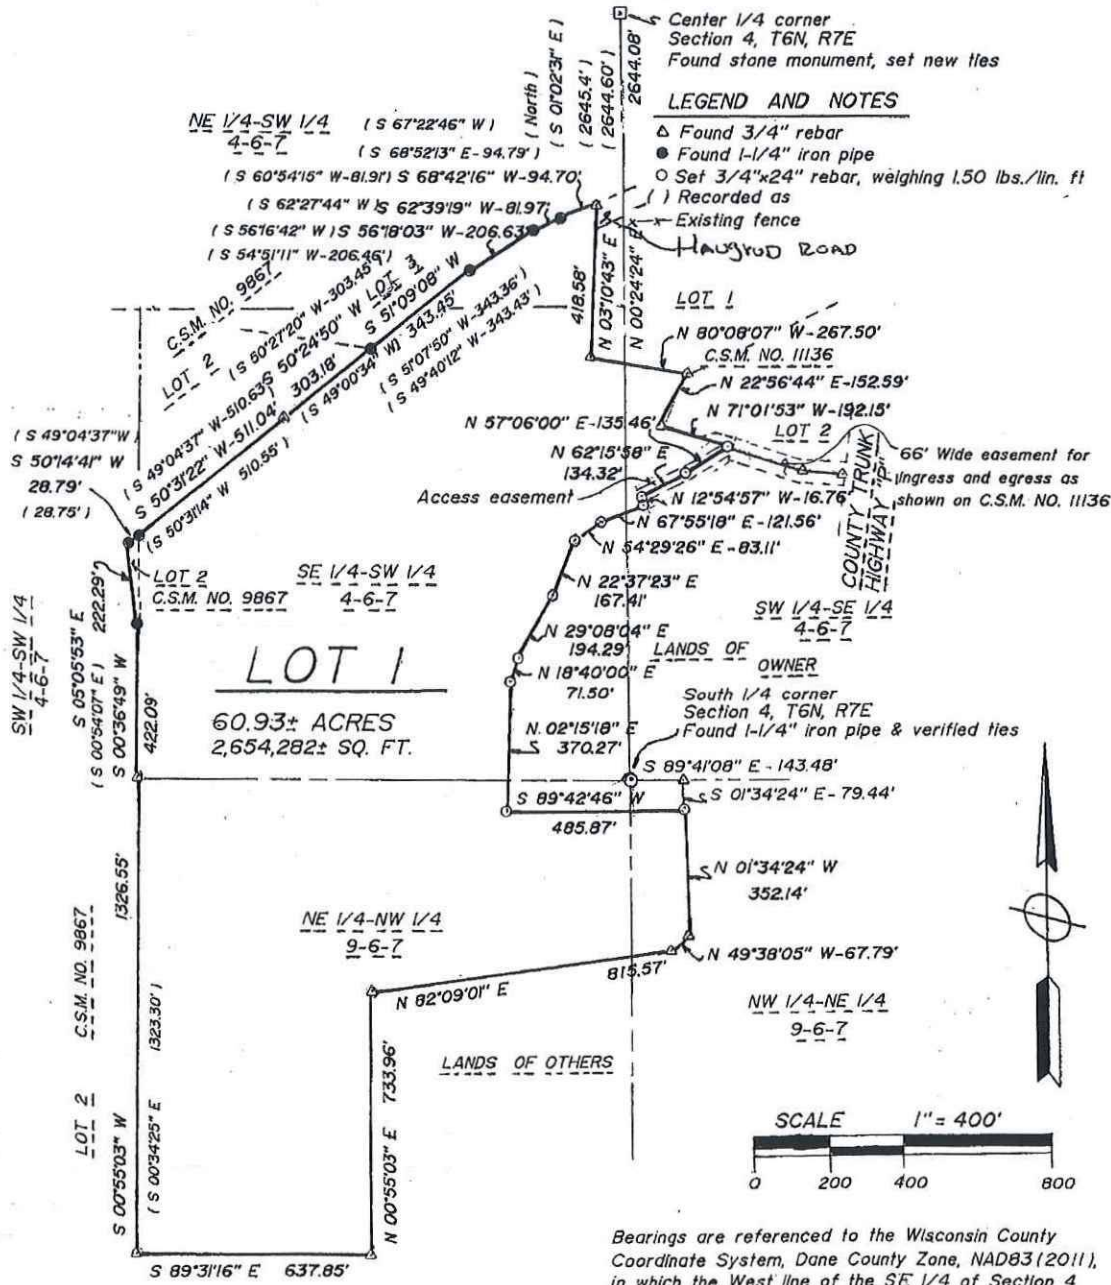 Center 1/4 corner
Section 4, T6N, R7E
Found stone monument, set new ties
LEGEND AND NOTES
Found 3/4" rebar
Found 1-1/4" iron pipe
Set 3/4"x24" rebar, weighing 1.50 lbs./lin. ft
( ) Recorded as
-x-x- Existing fence
HAUGRUD ROAD
( North )
( S 01°02'31" E )
( 2645.4' )
( 2644.60' )
2644.08'
NE 1/4-SW 1/4
4-6-7
( S 67°22'46" W )
( S 68°52'13" E-94.79' )
( S 60°54'15" W-81.91') S 68°42'16" W-94.70'
( S 62°27'44" W) S 62°39'19" W-81.97'
( S 56°16'42" W ) S 56°18'03" W-206.63'
( S 54°51'11" W-206.46')
C.S.M. NO. 9867
LOT 3
LOT 2
S 51°09'08" W
343.45'
( S 50°27'20" W-303.45')
S 50°24'50" W
303.18'
( S 51°07'50" W-343.36')
( S 49°40'12" W-343.43')
( S 49°00'34" W)
( S 49°04'37" W-510.63')
S 50°31'22" W-511.04'
( S 50°31'14" W 510.55')
( S 49°04'37"W )
S 50°14'41" W
28.79'
( 28.75' )
418.58'
N 03°10'43" E
N 00°24'24" E
LOT 1
N 80°08'07" W-267.50'
C.S.M. NO. 11136
N 22°56'44" E-152.59'
N 71°01'53" W-192.15'
LOT 2
N 57°06'00" E-135.46'
N 62°15'58" E
134.32'
66' Wide easement for
ingress and egress as
shown on C.S.M. NO. 11136
Access easement
N 12°54'57" W-16.76'
N 67°55'18" E-121.56'
N 54°29'26" E-83.11'
COUNTY TRUNK
HIGHWAY "P"
N 22°37'23" E
167.41'
N 29°08'04" E
194.29'
N 18°40'00" E
71.50'
N. 02°15'18" E
370.27'
LOT 2
C.S.M. NO. 9867
SE 1/4-SW 1/4
4-6-7
SW 1/4-SE 1/4
4-6-7
LANDS OF
OWNER
SW 1/4-SW 1/4
4-6-7
S 05°05'53" E
222.29'
( S 00°54'07" E )
S 00°36'49" W
422.09'
LOT 1
60.93± ACRES
2,654,282± SQ. FT.
South 1/4 corner
Section 4, T6N, R7E
Found 1-1/4" iron pipe & verified ties
S 89°41'08" E-143.48'
S 89°42'46" W
485.87'
S 01°34'24" E-79.44'
N 01°34'24" W
352.14'
N 49°38'05" W-67.79'
815.57'
N 82°09'01" E
NE 1/4-NW 1/4
9-6-7
NW 1/4-NE 1/4
9-6-7
LANDS OF OTHERS
LOT 2 C.S.M. NO. 9867
S 00°55'03" W 1326.55'
( S 00°34'25" E 1323.30' )
N 00°55'03" E 733.96'
S 89°31'16" E 637.85'
SCALE 1" = 400'
0 200 400 800
Bearings are referenced to the Wisconsin County
Coordinate System, Dane County Zone, NAD83(2011),
in which the West line of the SE 1/4 of Section 4